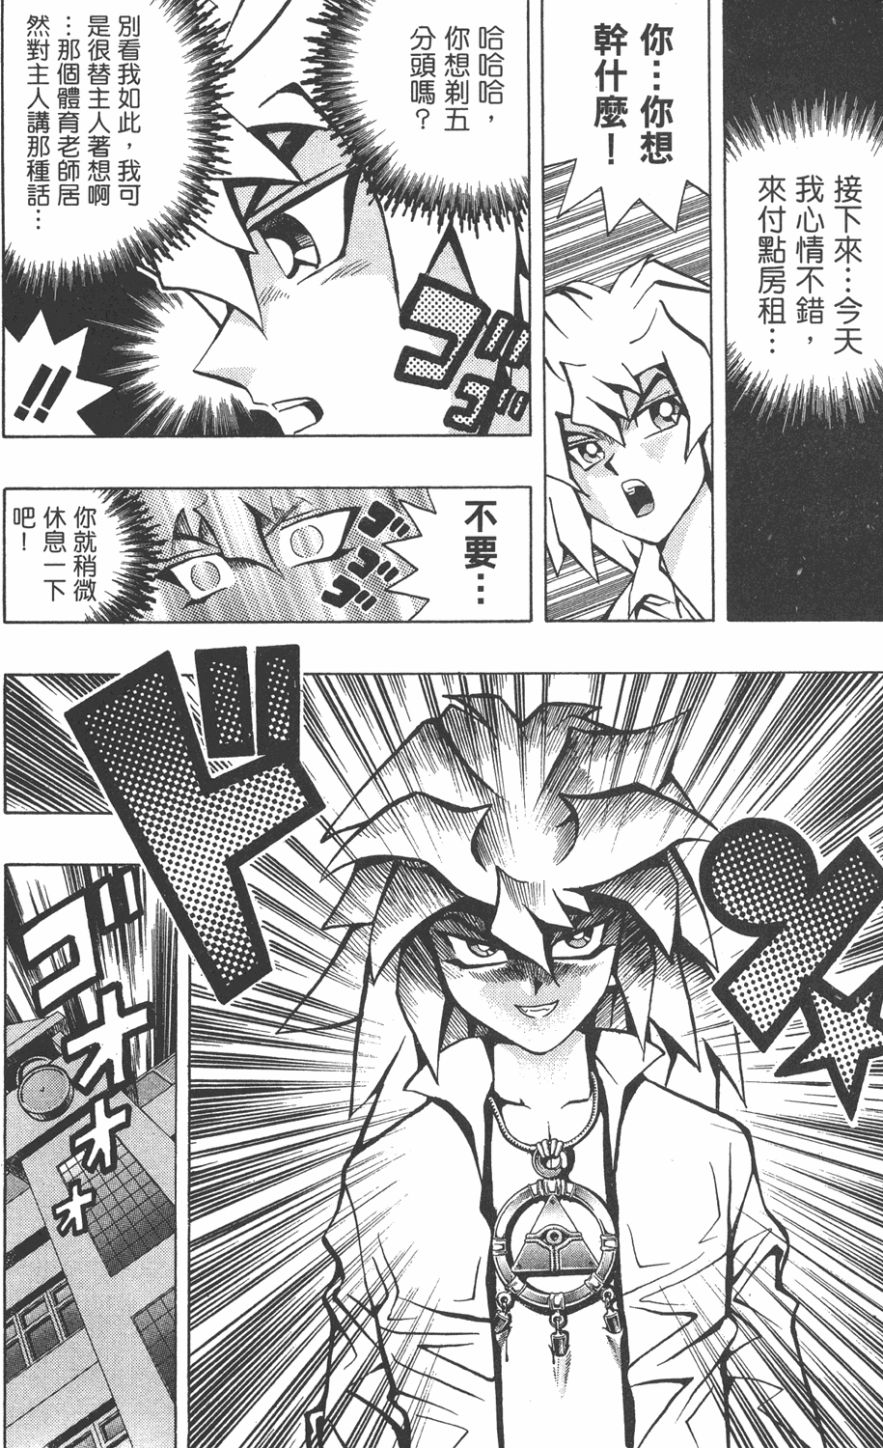 接下來…今天
我心情不錯，
來付點房租…
你…你想
幹什麼！
哈哈哈，
你想剃五
分頭嗎？
別看我如此，我可
是很替主人著想啊
…那個體育老師居
然對主人講那種話…
!!
ゴ
ゴ
不要…
ゴ
ゴ
ゴ
你就稍微
休息一下
吧！
ドン
ゴオオオォ